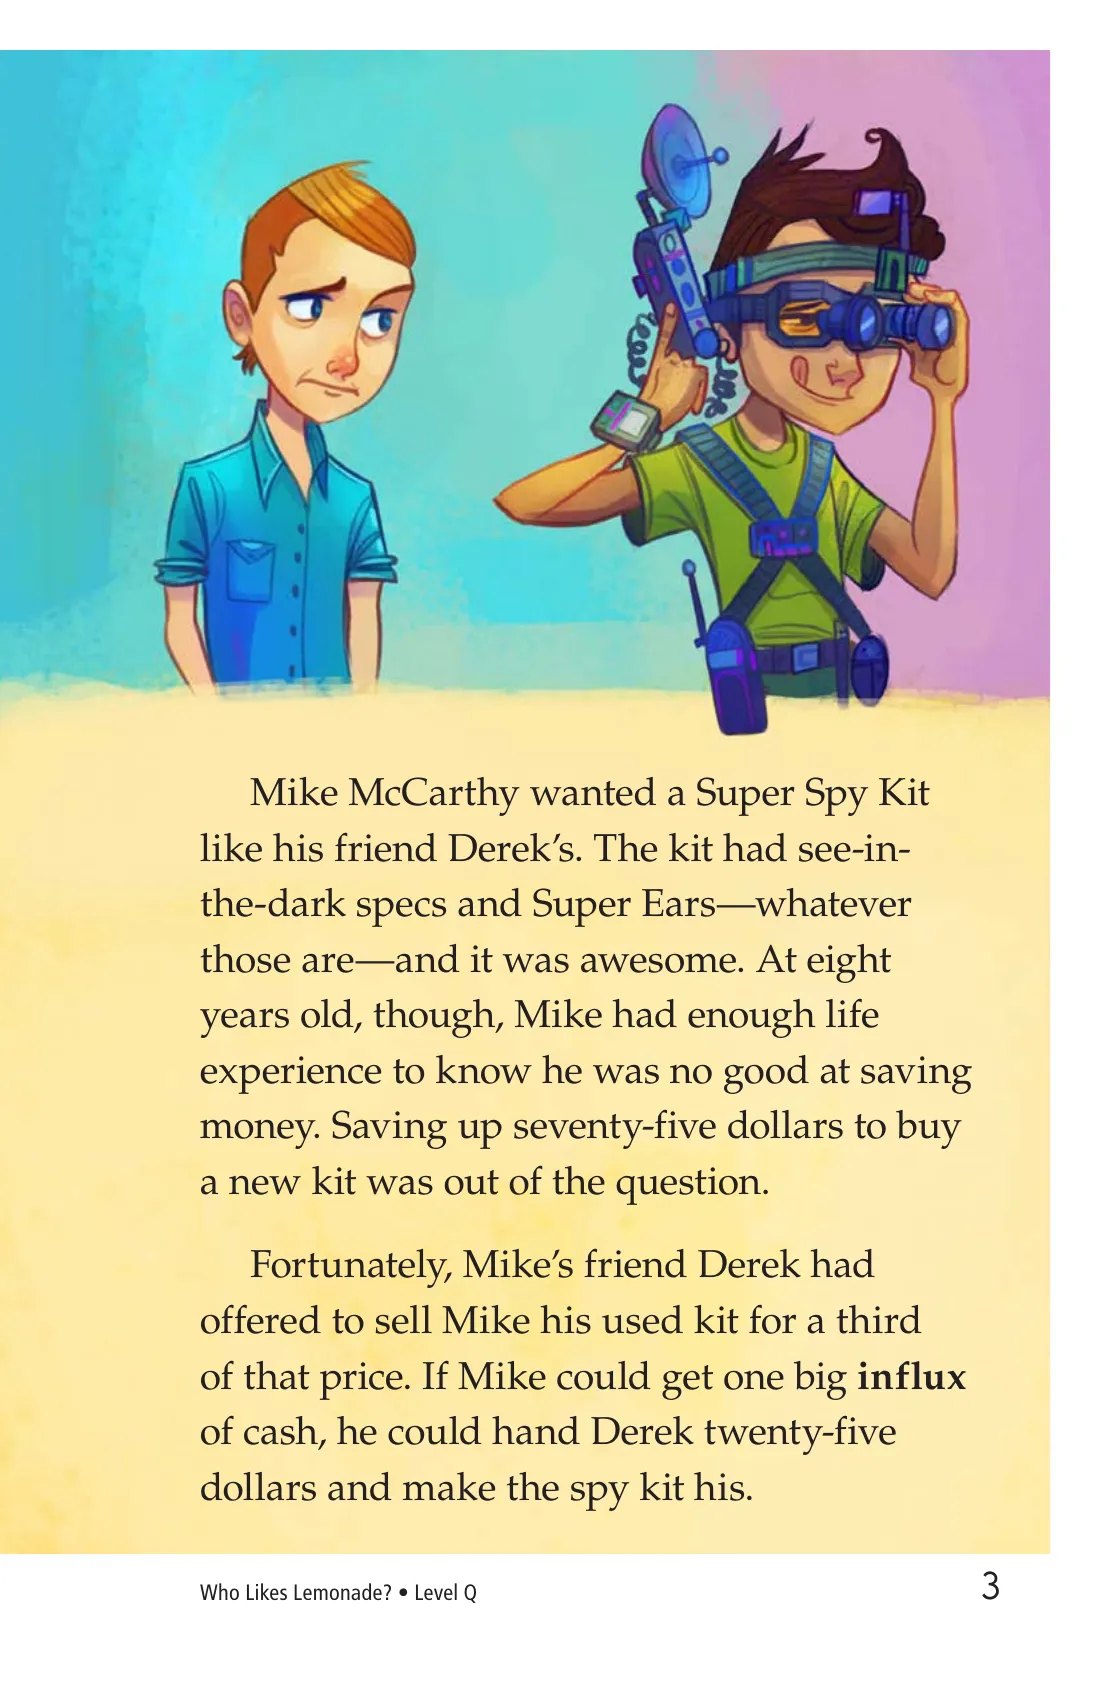 Mike McCarthy wanted a Super Spy Kit
like his friend Derek’s. The kit had see-in-
the-dark specs and Super Ears—whatever
those are—and it was awesome. At eight
years old, though, Mike had enough life
experience to know he was no good at saving
money. Saving up seventy-five dollars to buy
a new kit was out of the question.
Fortunately, Mike’s friend Derek had
offered to sell Mike his used kit for a third
of that price. If Mike could get one big influx
of cash, he could hand Derek twenty-five
dollars and make the spy kit his.
Who Likes Lemonade? • Level Q
3